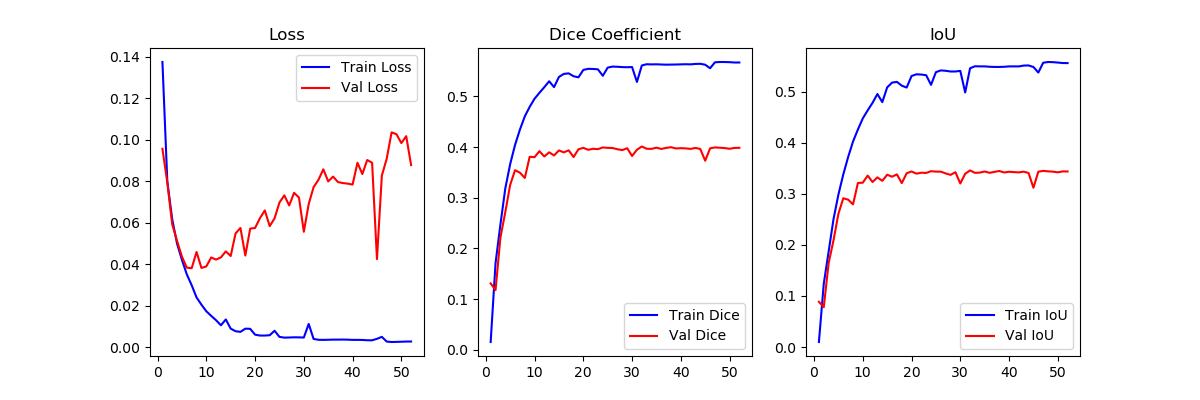 Loss
0.14
0.12
0.10
0.08
0.06
0.04
0.02
0.00
0 10 20 30 40 50
Train Loss
Val Loss
Dice Coefficient
0.5
0.4
0.3
0.2
0.1
0.0
0 10 20 30 40 50
Train Dice
Val Dice
IoU
0.5
0.4
0.3
0.2
0.1
0.0
0 10 20 30 40 50
Train IoU
Val IoU